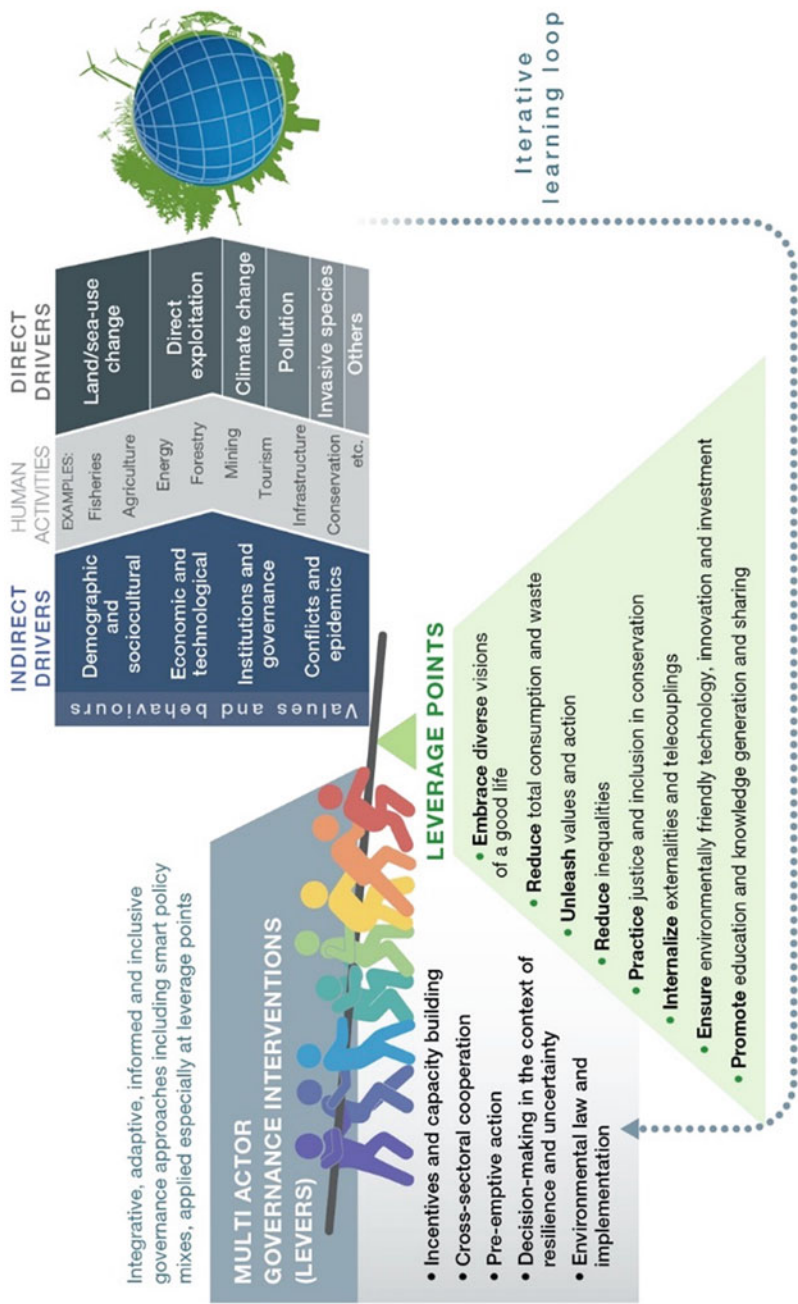 Integrative, adaptive, informed and inclusive
governance approaches including smart policy
mixes, applied especially at leverage points
MULTI ACTOR
GOVERNANCE INTERVENTIONS
(LEVERS)
• Incentives and capacity building
• Cross-sectoral cooperation
• Pre-emptive action
• Decision-making in the context of
resilience and uncertainty
• Environmental law and
implementation
LEVERAGE POINTS
• Embrace diverse visions
of a good life
• Reduce total consumption and waste
• Unleash values and action
• Reduce inequalities
• Practice justice and inclusion in conservation
• Internalize externalities and telecouplings
• Ensure environmentally friendly technology, innovation and investment
• Promote education and knowledge generation and sharing
INDIRECT
DRIVERS
Values and behaviours
Demographic
and
sociocultural
Economic and
technological
Institutions and
governance
Conflicts and
epidemics
HUMAN
ACTIVITIES
EXAMPLES:
Fisheries
Agriculture
Energy
Forestry
Mining
Tourism
Infrastructure
Conservation
etc.
DIRECT
DRIVERS
Land/sea-use
change
Direct
exploitation
Climate change
Pollution
Invasive species
Others
Iterative
learning loop